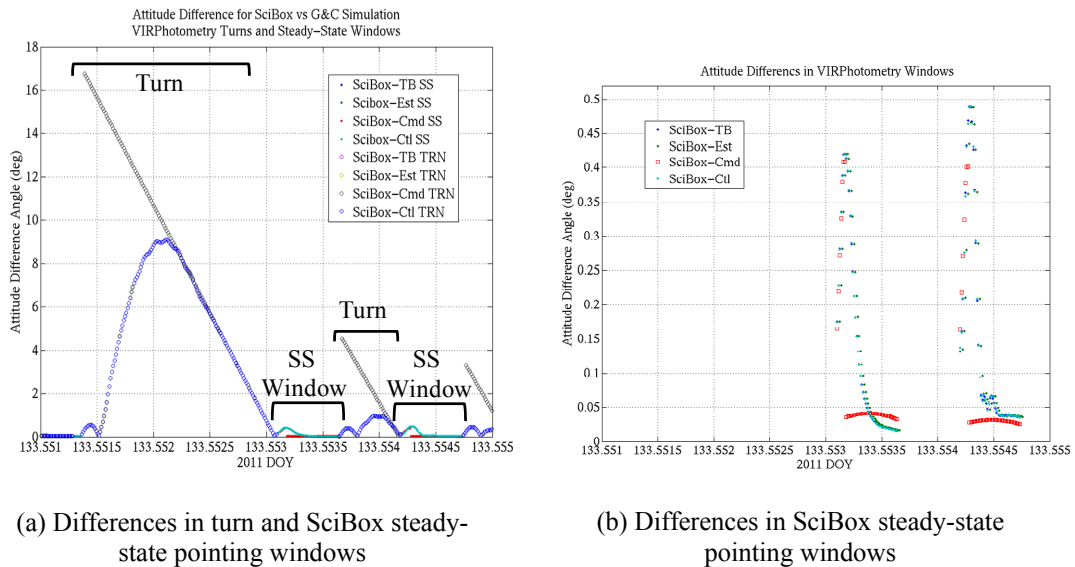 Attitude Difference for SciBox vs G&C Simulation
VIRPhotometry Turns and Steady-State Windows
Attitude Difference Angle (deg)
18
16
14
12
10
8
6
4
2
0
Turn
SciBox-TB SS
Scibox-Est SS
SciBox-Cmd SS
Scibox-Ctl SS
SciBox-TB TRN
SciBox-Est TRN
SciBox-Cmd TRN
SciBox-Ctl TRN
Turn
SS
Window
SS
Window
133.551 133.5515 133.552 133.5525 133.553 133.5535 133.554 133.5545 133.555
2011 DOY
(a) Differences in turn and SciBox steady-
state pointing windows
Attitude Differencs in VIRPhotometry Windows
Attitude Difference Angle (deg)
0.5
0.45
0.4
0.35
0.3
0.25
0.2
0.15
0.1
0.05
0
SciBox-TB
SciBox-Est
SciBox-Cmd
SciBox-Ctl
133.551 133.5515 133.552 133.5525 133.553 133.5535 133.554 133.5545 133.555
2011 DOY
(b) Differences in SciBox steady-state
pointing windows